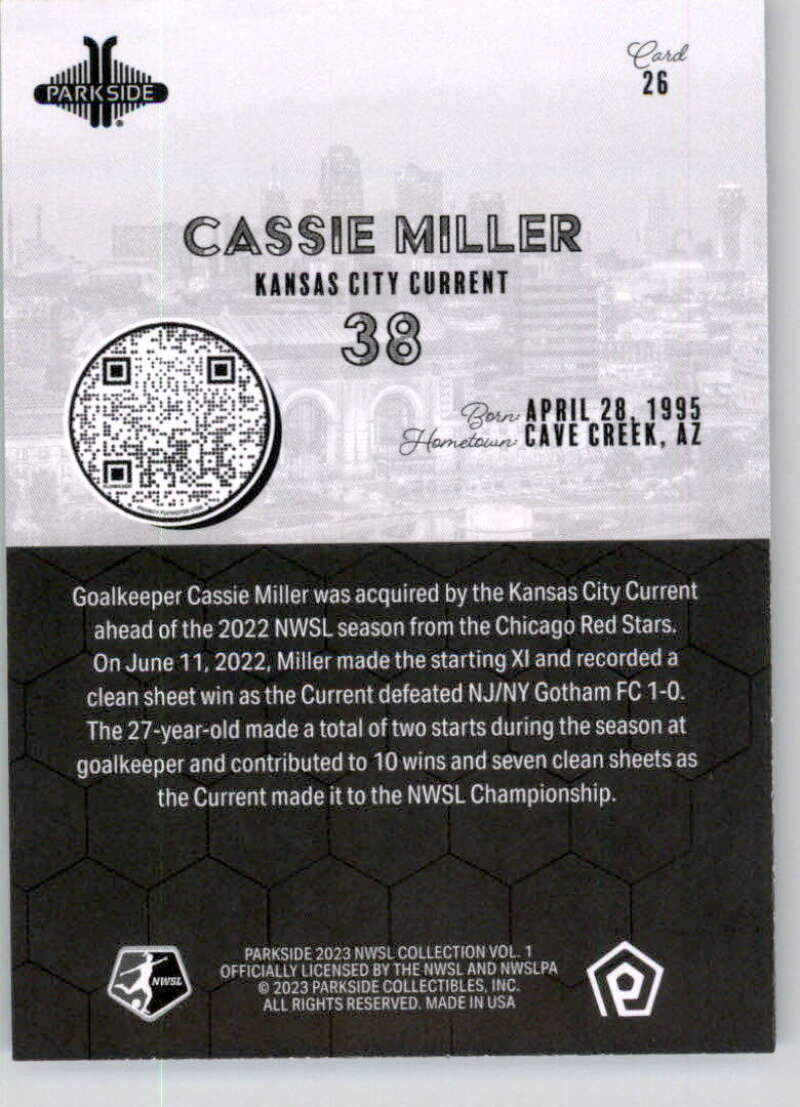 PARKSIDE
Card
26
CASSIE MILLER
KANSAS CITY CURRENT
38
Born: APRIL 28, 1995
Hometown: CAVE CREEK, AZ
Goalkeeper Cassie Miller was acquired by the Kansas City Current
ahead of the 2022 NWSL season from the Chicago Red Stars.
On June 11, 2022, Miller made the starting XI and recorded a
clean sheet win as the Current defeated NJ/NY Gotham FC 1-0.
The 27-year-old made a total of two starts during the season at
goalkeeper and contributed to 10 wins and seven clean sheets as
the Current made it to the NWSL Championship.
NWSL
PARKSIDE 2023 NWSL COLLECTION VOL. 1
OFFICIALLY LICENSED BY THE NWSL AND NWSLPA
© 2023 PARKSIDE COLLECTIBLES, INC.
ALL RIGHTS RESERVED. MADE IN USA